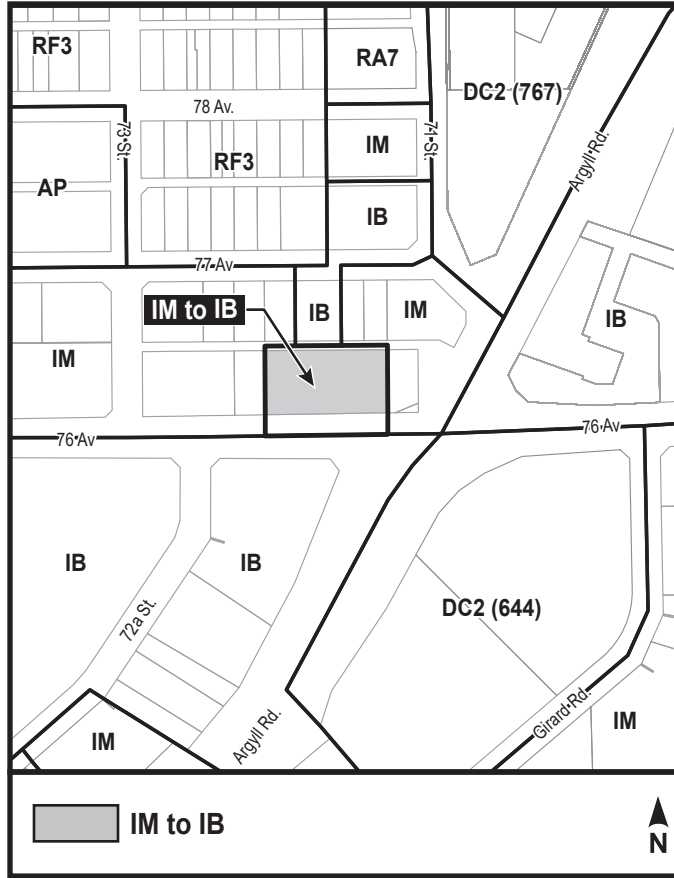 RF3
RA7
DC2 (767)
78 Av.
73 St.
71 St.
Argyll Rd.
IM
RF3
AP
IB
77 Av
IM to IB
IB
IM
IB
IM
76 Av
76 Av
IB
IB
72a St.
DC2 (644)
Argyll Rd.
Girard Rd.
IM
IM
IM to IB
N